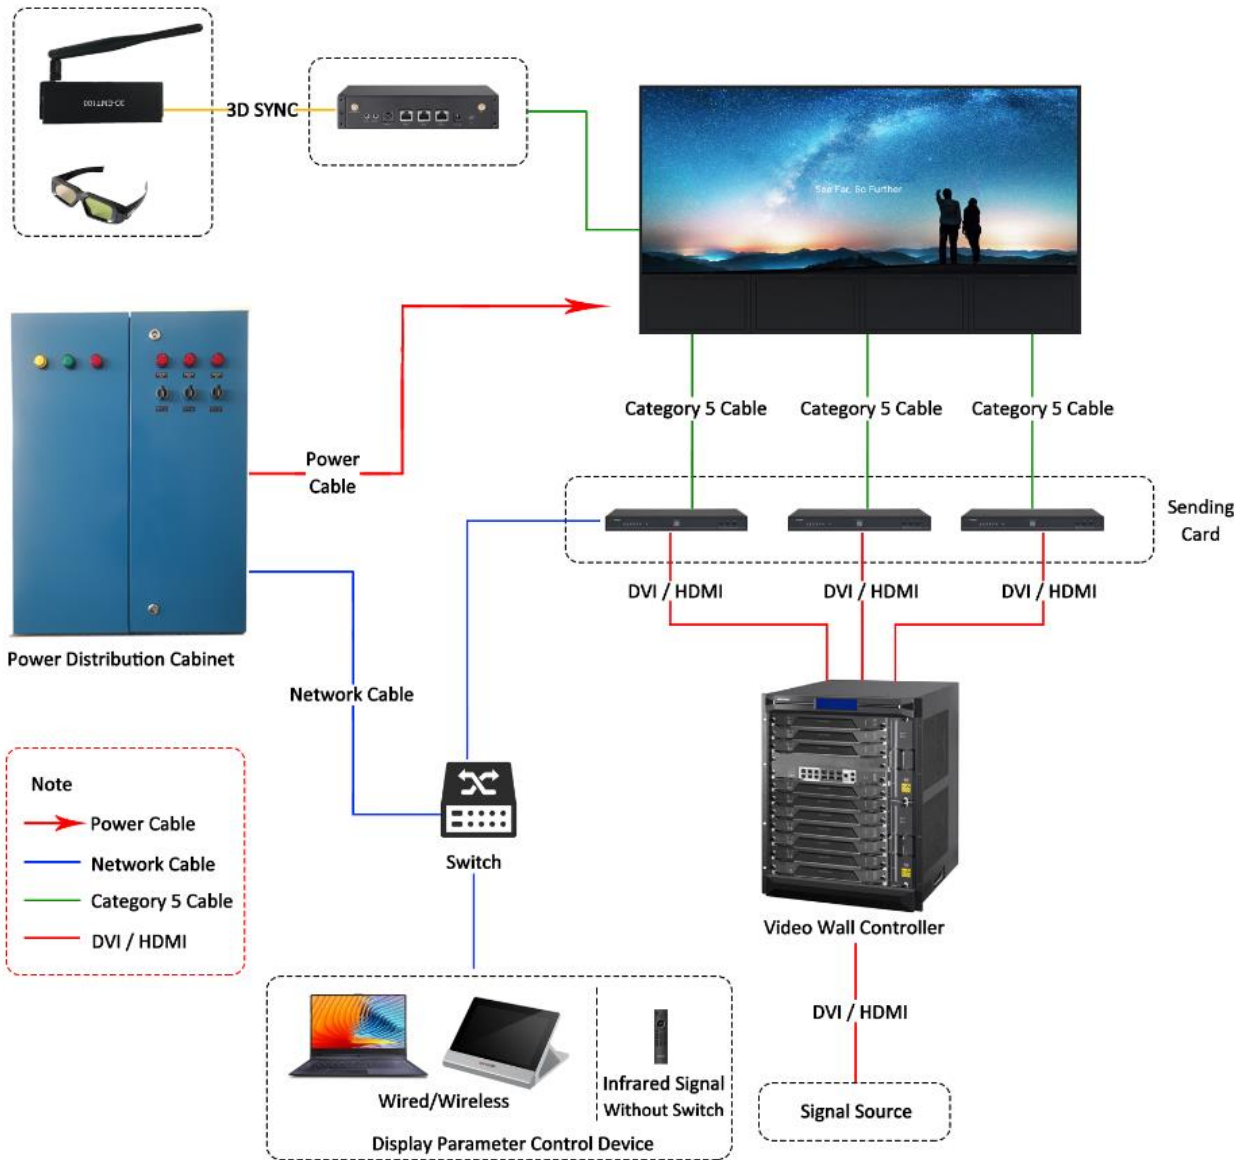 3D-EMT100
3D SYNC
See Far, Go Further
Category 5 Cable
Category 5 Cable
Category 5 Cable
Power
Cable
Sending
Card
DVI / HDMI
DVI / HDMI
DVI / HDMI
Power Distribution Cabinet
Network Cable
Note
Power Cable
Network Cable
Category 5 Cable
DVI / HDMI
Switch
Video Wall Controller
DVI / HDMI
Wired/Wireless
Infrared Signal
Without Switch
Display Parameter Control Device
Signal Source